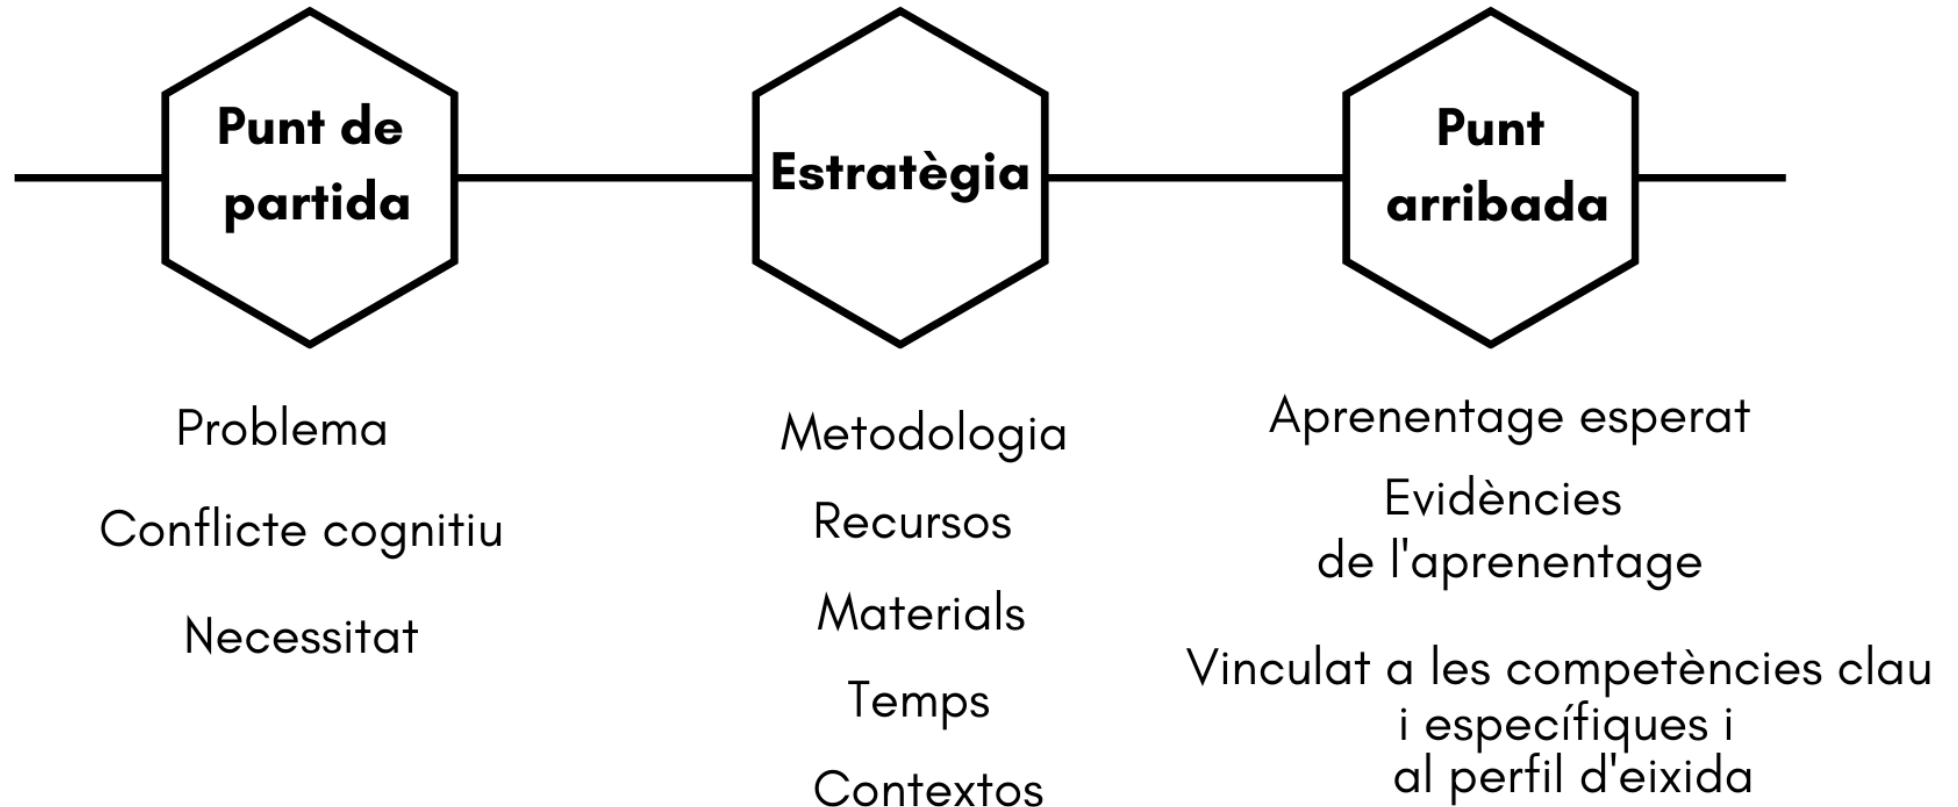 Punt de
partida
Estratègia
Punt
arribada
Problema
Conflicte cognitiu
Necessitat
Metodologia
Recursos
Materials
Temps
Contextos
Aprenentage esperat
Evidències
de l'aprenentage
Vinculat a les competències clau
i específiques i
al perfil d'eixida